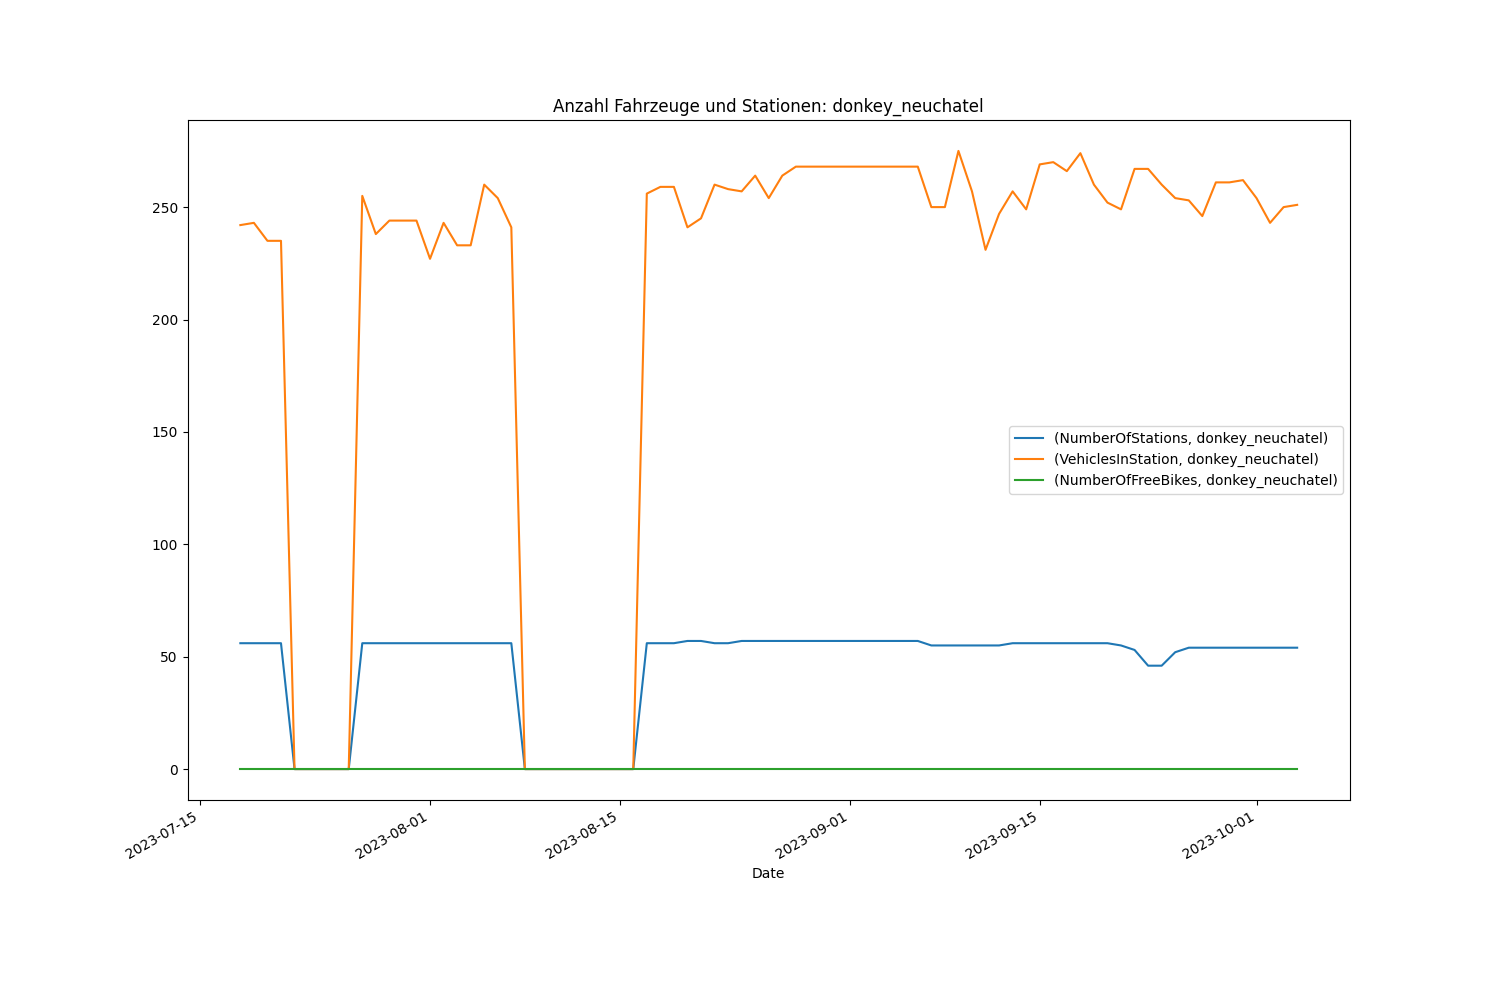 Anzahl Fahrzeuge und Stationen: donkey_neuchatel
250
200
150
100
50
0
(NumberOfStations, donkey_neuchatel)
(VehiclesInStation, donkey_neuchatel)
(NumberOfFreeBikes, donkey_neuchatel)
2023-07-15
2023-08-01
2023-08-15
2023-09-01
2023-09-15
2023-10-01
Date